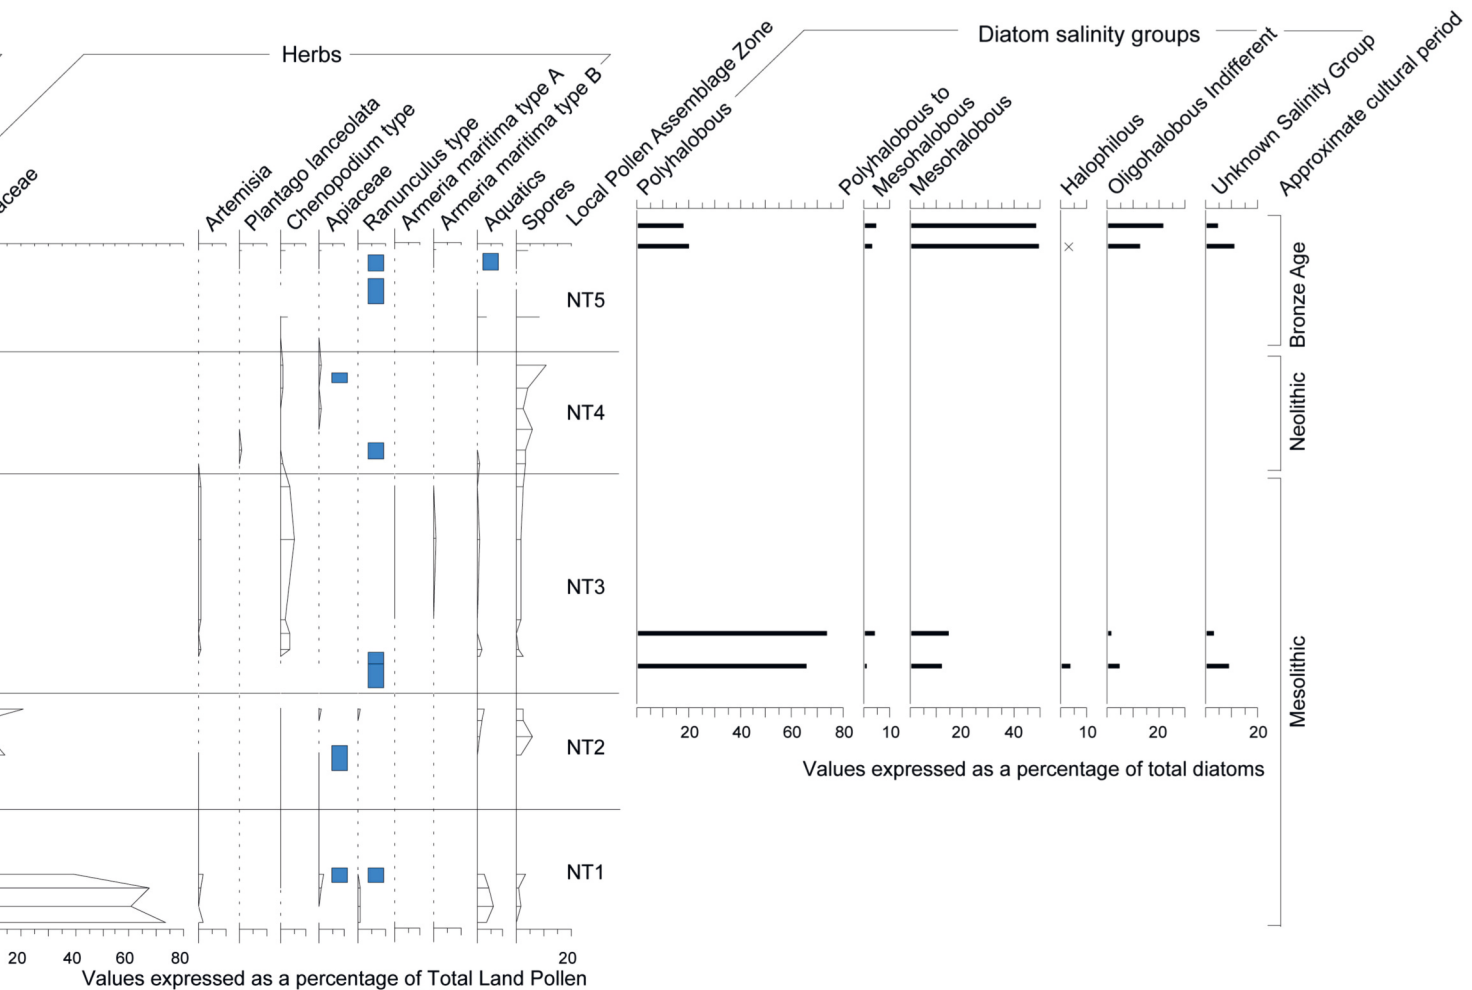 Herbs
Diatom salinity groups
aceae
Artemisia
Plantago lanceolata
Chenopodium type
Apiaceae
Ranunculus type
Armeria maritima type A
Armeria maritima type B
Aquatics
Spores
Local Pollen Assemblage Zone
Polyhalobous
Polyhalobous to
Mesohalobous
Mesohalobous
Halophilous
Oligohalobous Indifferent
Unknown Salinity Group
Approximate cultural period
NT5
NT4
NT3
NT2
NT1
Bronze Age
Neolithic
Mesolithic
20 40 60 80 10 20 40 10 20 20
Values expressed as a percentage of total diatoms
20 40 60 80 20
Values expressed as a percentage of Total Land Pollen